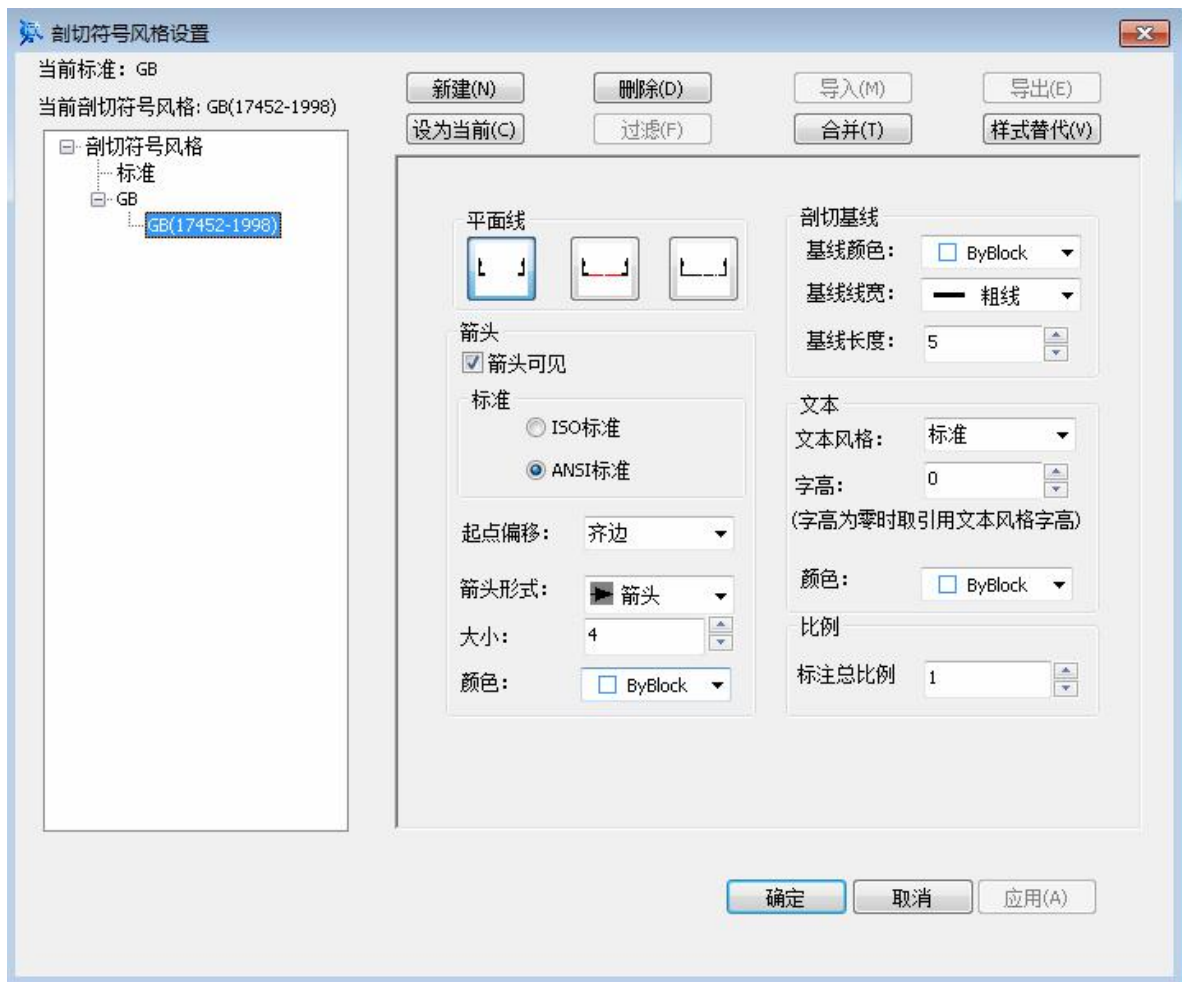 剖切符号风格设置
当前标准：GB
当前剖切符号风格: GB(17452-1998)
新建(N)
删除(D)
导入(M)
导出(E)
设为当前(C)
过滤(F)
合并(T)
样式替代(V)
剖切符号风格
标准
GB
GB(17452-1998)
平面线
箭头
箭头可见
标准
ISO标准
ANSI标准
起点偏移： 齐边
箭头形式： 箭头
大小： 4
颜色： ByBlock
剖切基线
基线颜色： ByBlock
基线线宽： 粗线
基线长度： 5
文本
文本风格： 标准
字高： 0
(字高为零时取引用文本风格字高)
颜色： ByBlock
比例
标注总比例 1
确定
取消
应用(A)